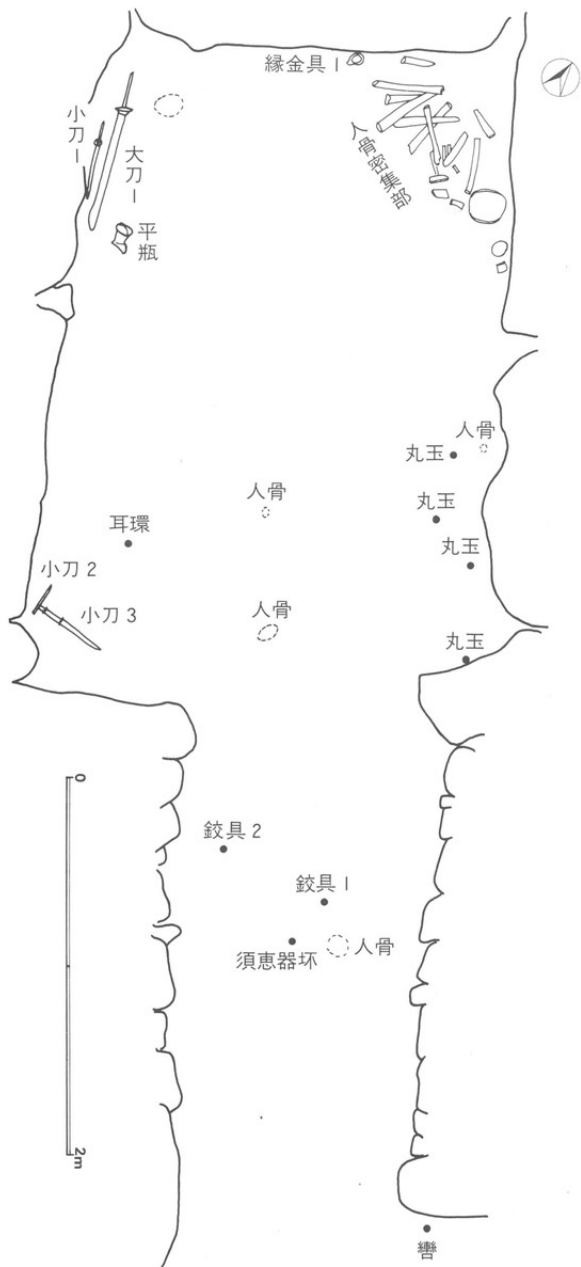 縁金具1
小刀1
大刀1
人骨密集部
平瓶
人骨
丸玉
人骨
丸玉
耳環
丸玉
小刀2
小刀3
人骨
丸玉
0
鉸具2
鉸具1
須恵器坏
人骨
2m
轡